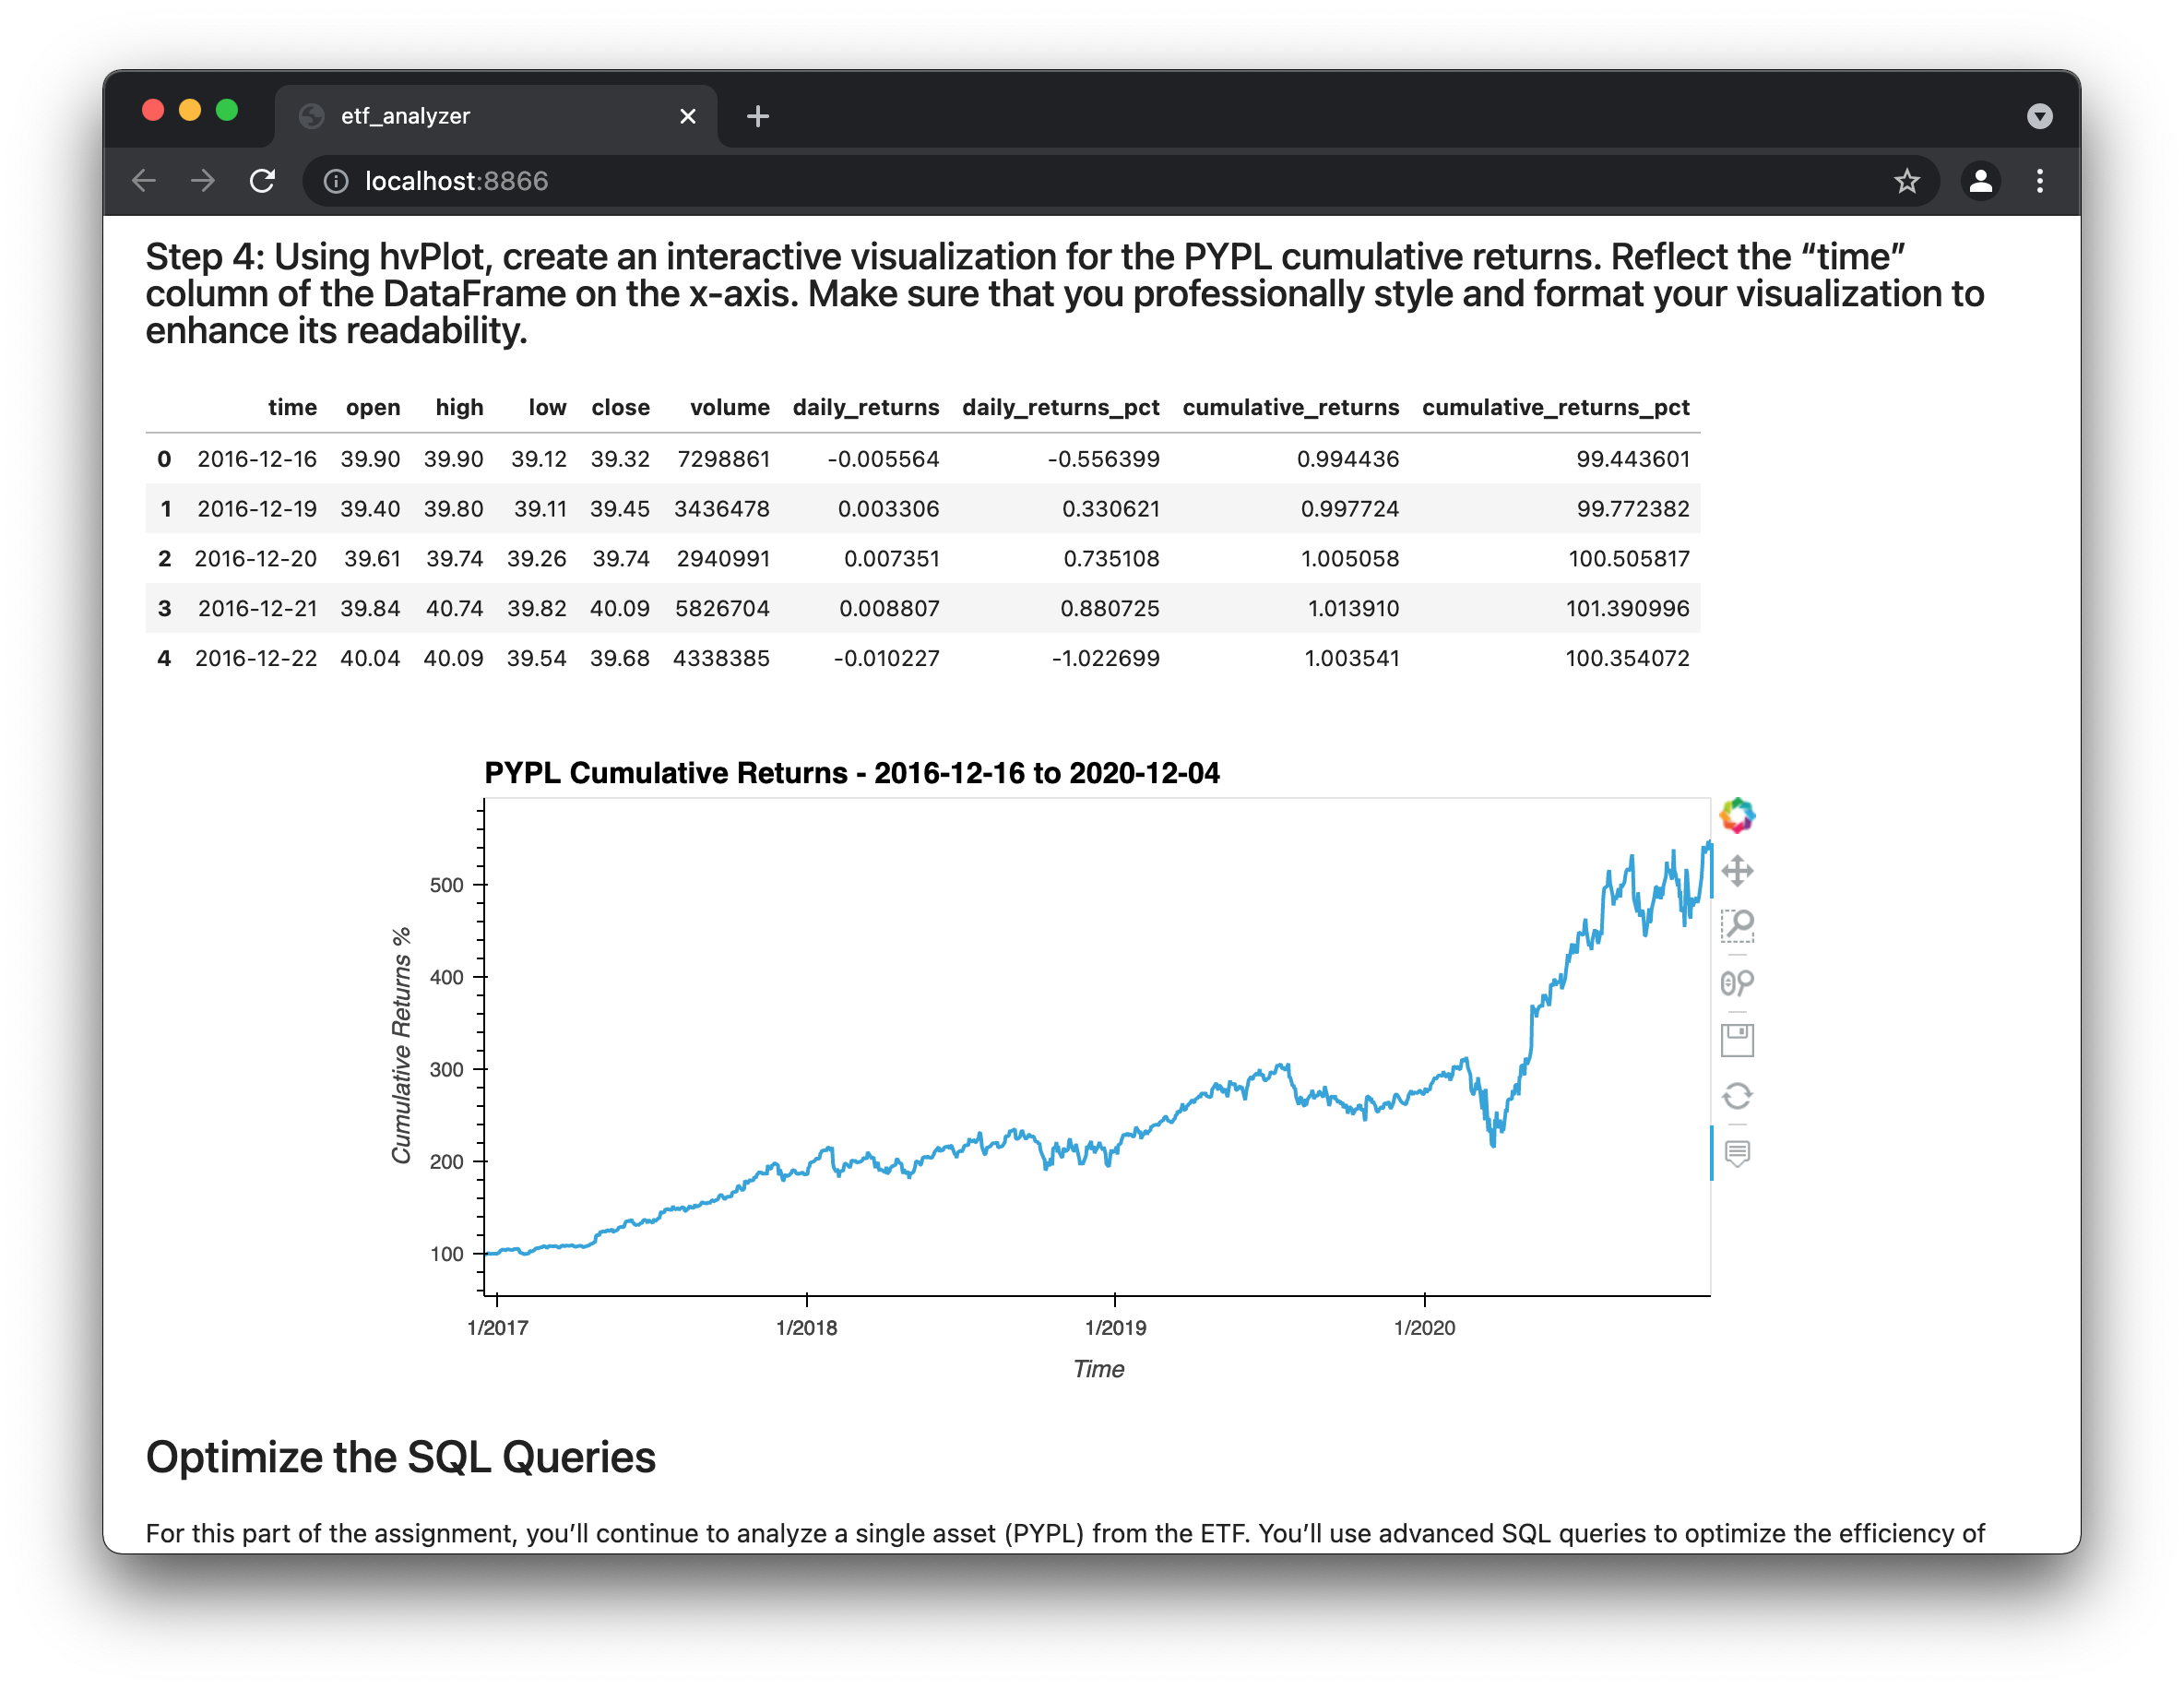 etf_analyzer
localhost:8866
Step 4: Using hvPlot, create an interactive visualization for the PYPL cumulative returns. Reflect the “time”
column of the DataFrame on the x-axis. Make sure that you professionally style and format your visualization to
enhance its readability.
time open high low close volume daily_returns daily_returns_pct cumulative_returns cumulative_returns_pct
0 2016-12-16 39.90 39.90 39.12 39.32 7298861 -0.005564 -0.556399 0.994436 99.443601
1 2016-12-19 39.40 39.80 39.11 39.45 3436478 0.003306 0.330621 0.997724 99.772382
2 2016-12-20 39.61 39.74 39.26 39.74 2940991 0.007351 0.735108 1.005058 100.505817
3 2016-12-21 39.84 40.74 39.82 40.09 5826704 0.008807 0.880725 1.013910 101.390996
4 2016-12-22 40.04 40.09 39.54 39.68 4338385 -0.010227 -1.022699 1.003541 100.354072
PYPL Cumulative Returns - 2016-12-16 to 2020-12-04
Cumulative Returns %
500
400
300
200
100
1/2017 1/2018 1/2019 1/2020
Time
Optimize the SQL Queries
For this part of the assignment, you’ll continue to analyze a single asset (PYPL) from the ETF. You’ll use advanced SQL queries to optimize the efficiency of